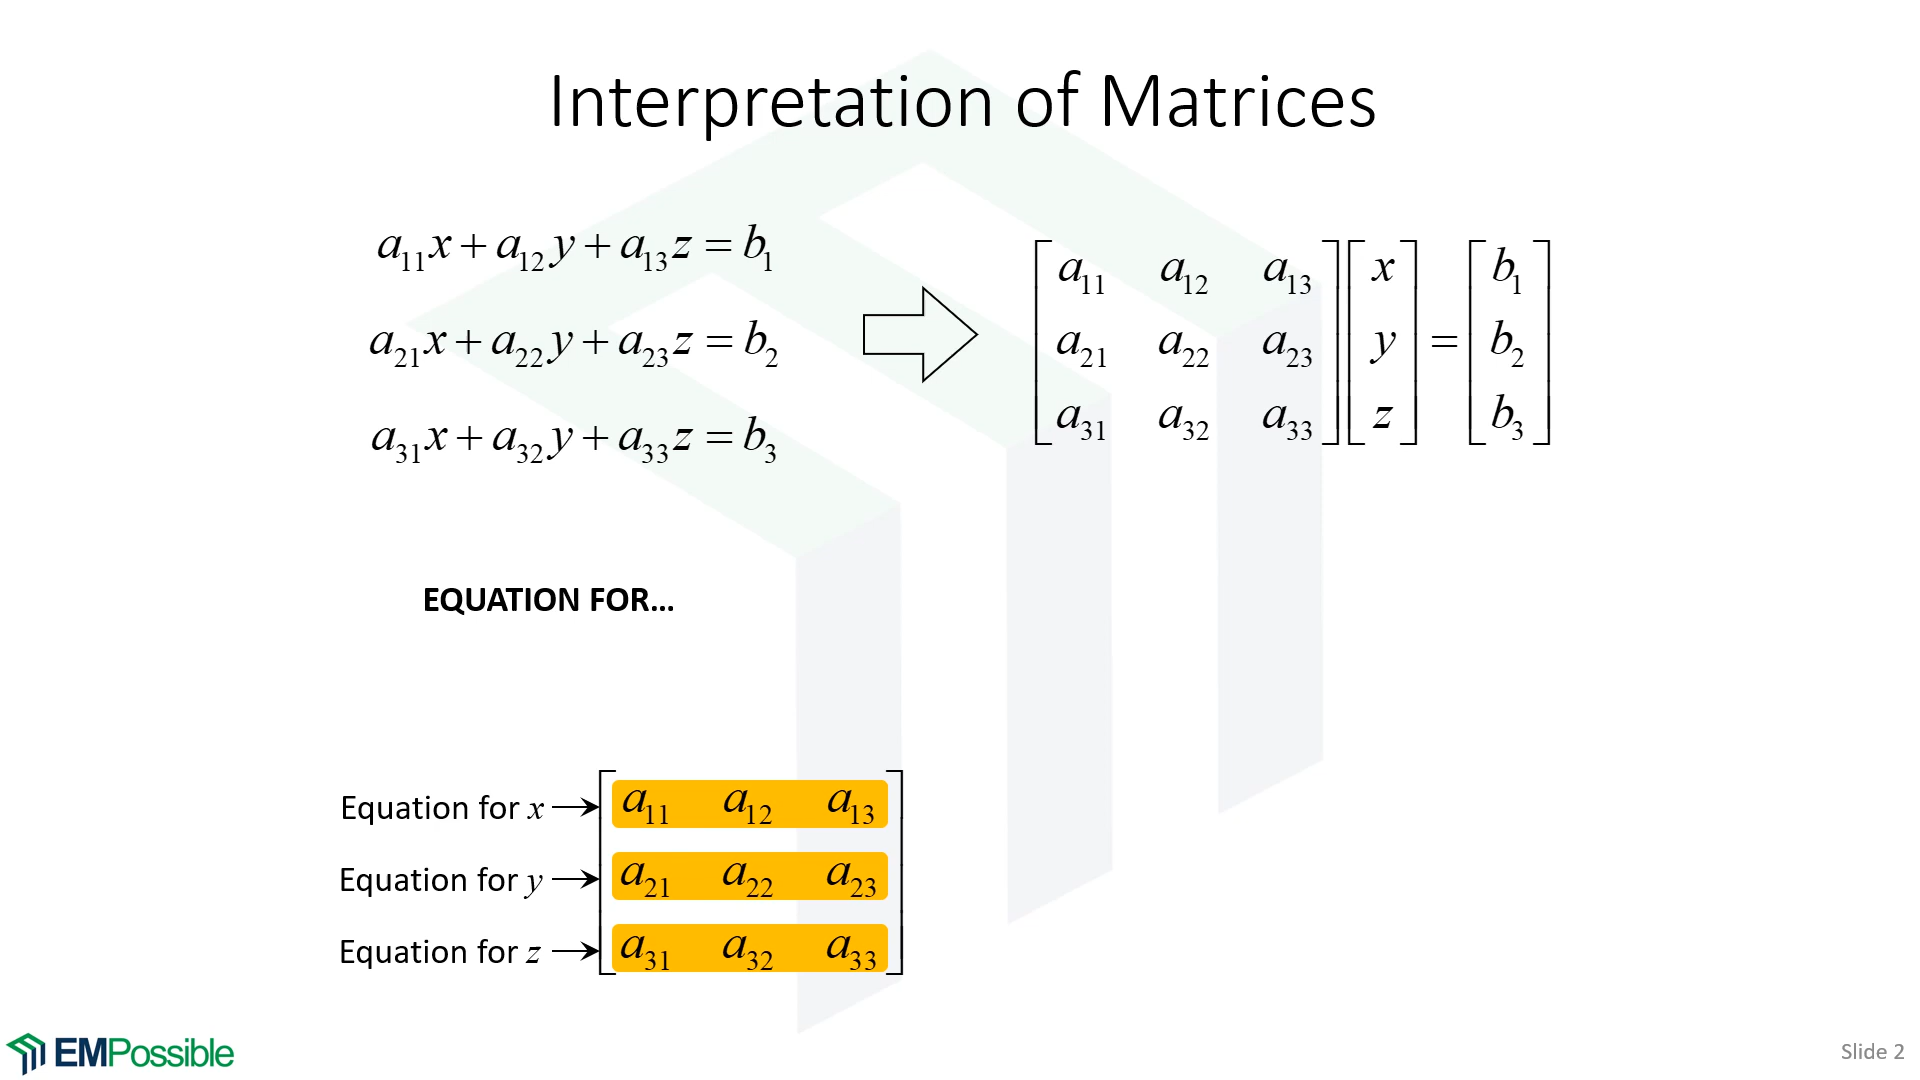 Interpretation of Matrices
a₁₁x + a₁₂y + a₁₃z = b₁
a₂₁x + a₂₂y + a₂₃z = b₂
a₃₁x + a₃₂y + a₃₃z = b₃
[a₁₁ a₁₂ a₁₃] [x] [b₁]
[a₂₁ a₂₂ a₂₃] [y] = [b₂]
[a₃₁ a₃₂ a₃₃] [z] [b₃]
EQUATION FOR...
Equation for x → [a₁₁ a₁₂ a₁₃]
Equation for y → [a₂₁ a₂₂ a₂₃]
Equation for z → [a₃₁ a₃₂ a₃₃]
EMPossible
Slide 2